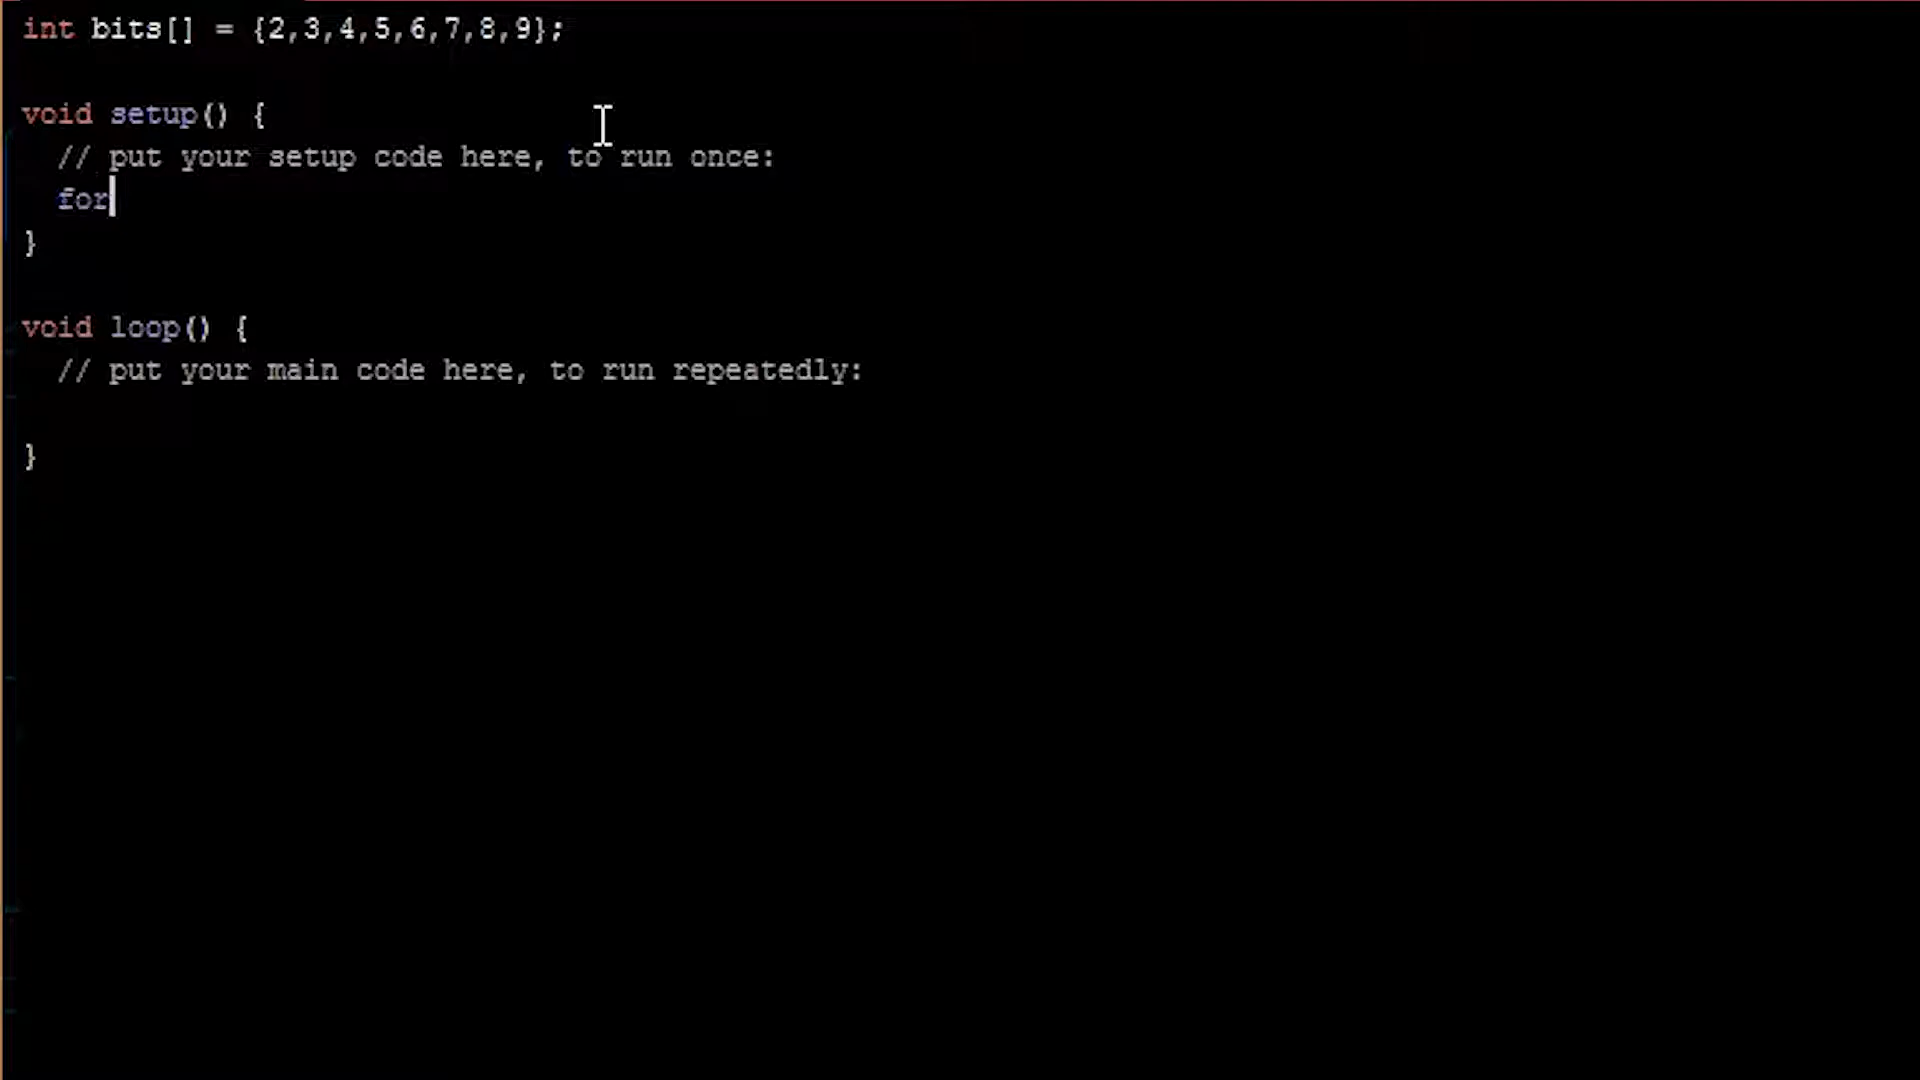 int bits[] = {2,3,4,5,6,7,8,9};
void setup() {
// put your setup code here, to run once:
for
}
void loop() {
// put your main code here, to run repeatedly:
}